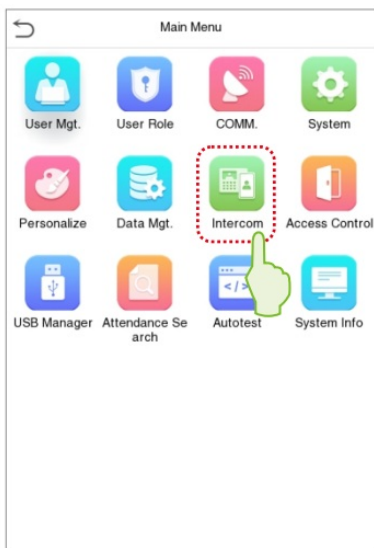 Main Menu
User Mgt.
User Role
COMM.
System
Personalize
Data Mgt.
Intercom
Access Control
USB Manager
Attendance Se
arch
Autotest
System Info